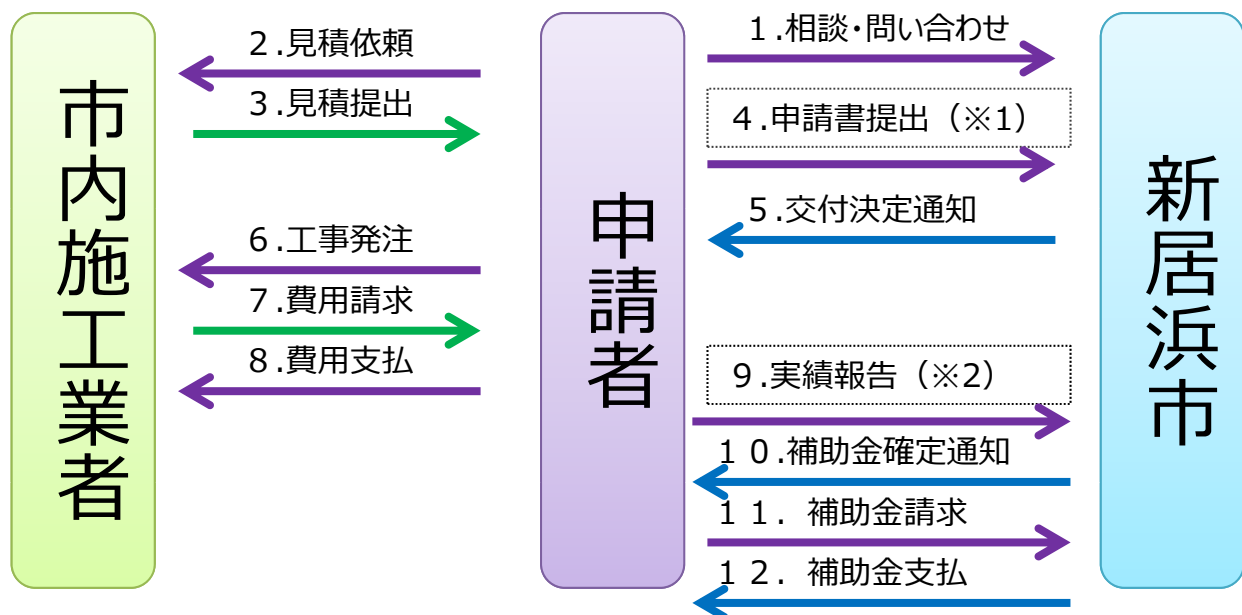 市内施工業者
２.見積依頼
３.見積提出
６.工事発注
７.費用請求
８.費用支払
申請者
１.相談・問い合わせ
４.申請書提出（※1）
５.交付決定通知
９.実績報告（※2）
１０.補助金確定通知
１１．補助金請求
１２．補助金支払
新居浜市